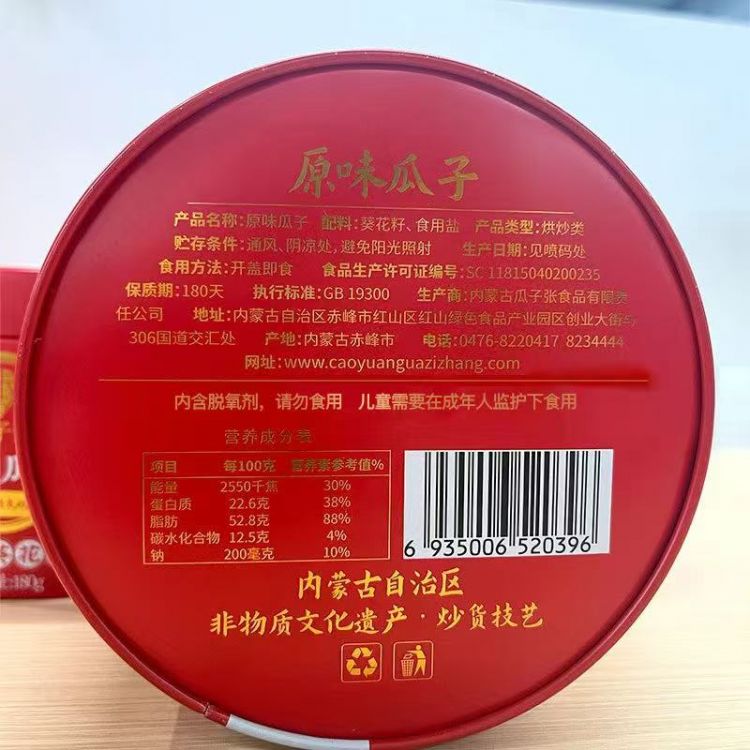 原味瓜子
产品名称:原味瓜子 配料:葵花籽、食用盐 产品类型:烘炒类
贮存条件:通风、阴凉处,避免阳光照射 生产日期:见喷码处
食用方法:开盖即食 食品生产许可证编号:SC 11815040200235
保质期:180天 执行标准:GB 19300 生产商:内蒙古瓜子张食品有限责
任公司 地址:内蒙古自治区赤峰市红山区红山绿色食品产业园区创业大街与
306国道交汇处 产地:内蒙古赤峰市 电话:0476-8220417 8234444
网址:www.caoyuanguazizhang.com
内含脱氧剂，请勿食用 儿童需要在成年人监护下食用
营养成分表
项目 每100克 营养素参考值%
能量 2550千焦 30%
蛋白质 22.6克 38%
脂肪 52.8克 88%
碳水化合物 12.5克 4%
钠 200毫克 10%
6 935006 520396
内蒙古自治区
非物质文化遗产·炒货技艺
180g